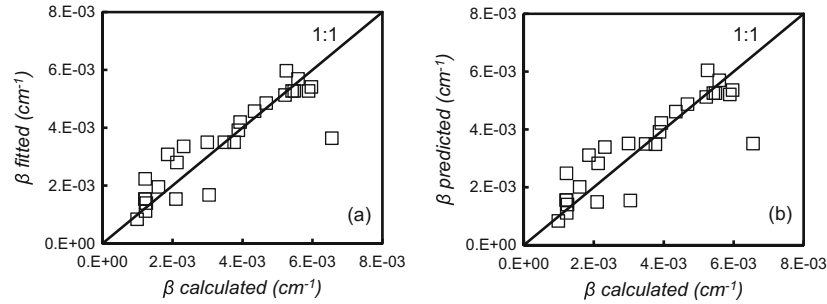 8.E-03
6.E-03
4.E-03
2.E-03
0.E+00
β fitted (cm⁻¹)
1:1
(a)
0.E+00 2.E-03 4.E-03 6.E-03 8.E-03
β calculated (cm⁻¹)
8.E-03
6.E-03
4.E-03
2.E-03
0.E+00
β predicted (cm⁻¹)
1:1
(b)
0.E+00 2.E-03 4.E-03 6.E-03 8.E-03
β calculated (cm⁻¹)